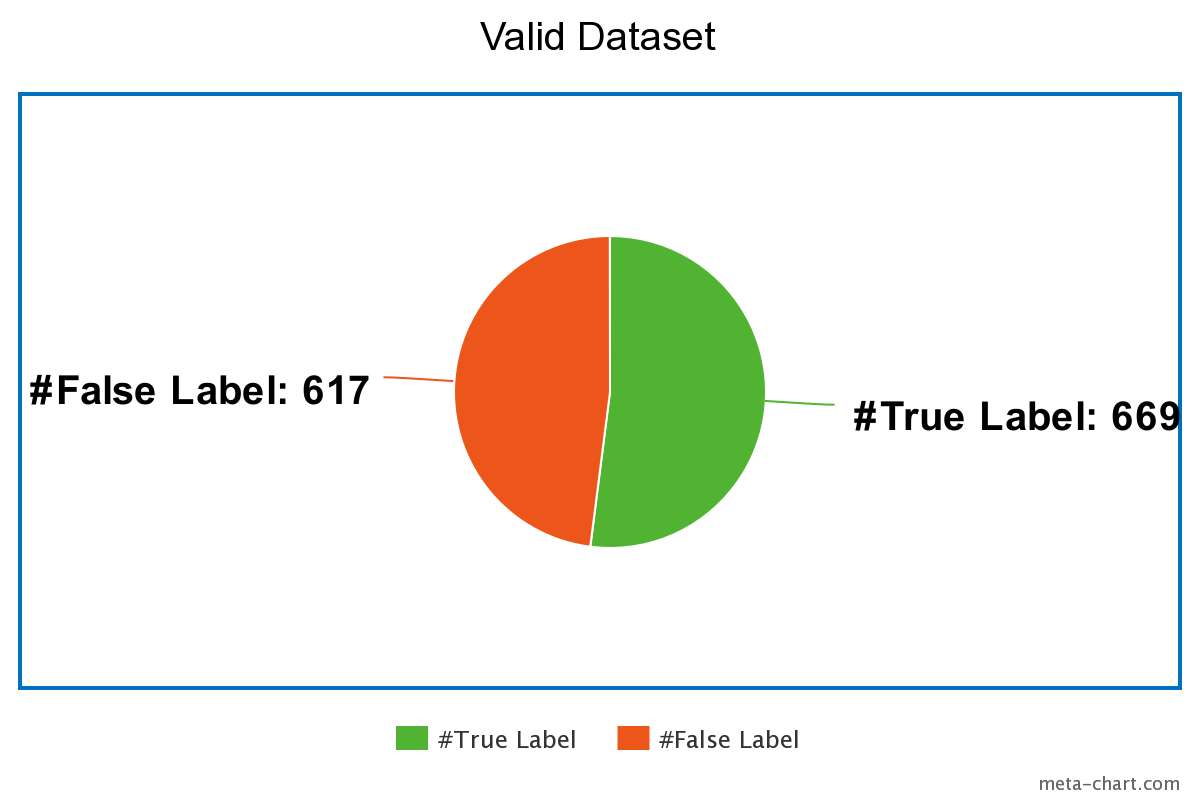 Valid Dataset
#False Label: 617
#True Label: 669
#True Label
#False Label
meta-chart.com